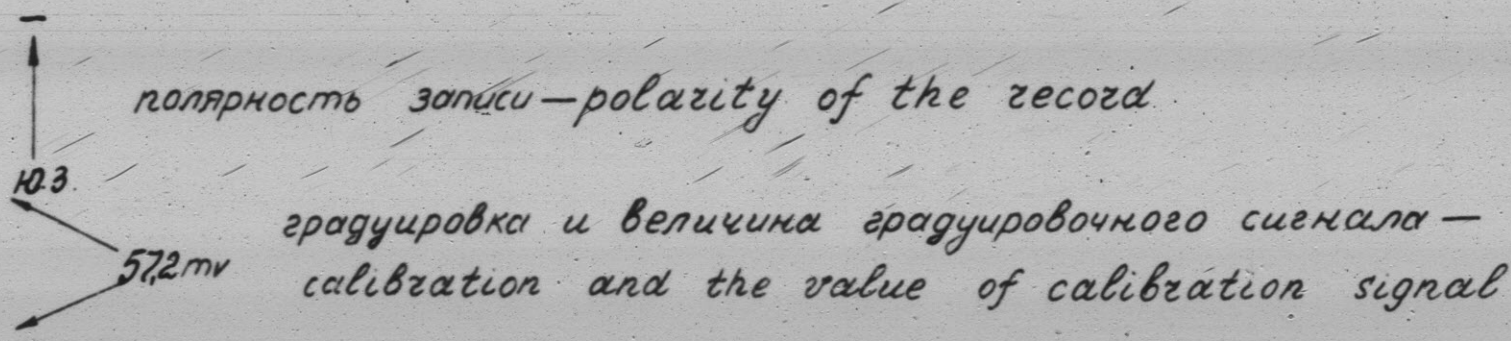 полярность записи — polarity of the record
Ю.З.
градуировка и величина градуировочного сигнала —
57,2 mv
calibration and the value of calibration signal